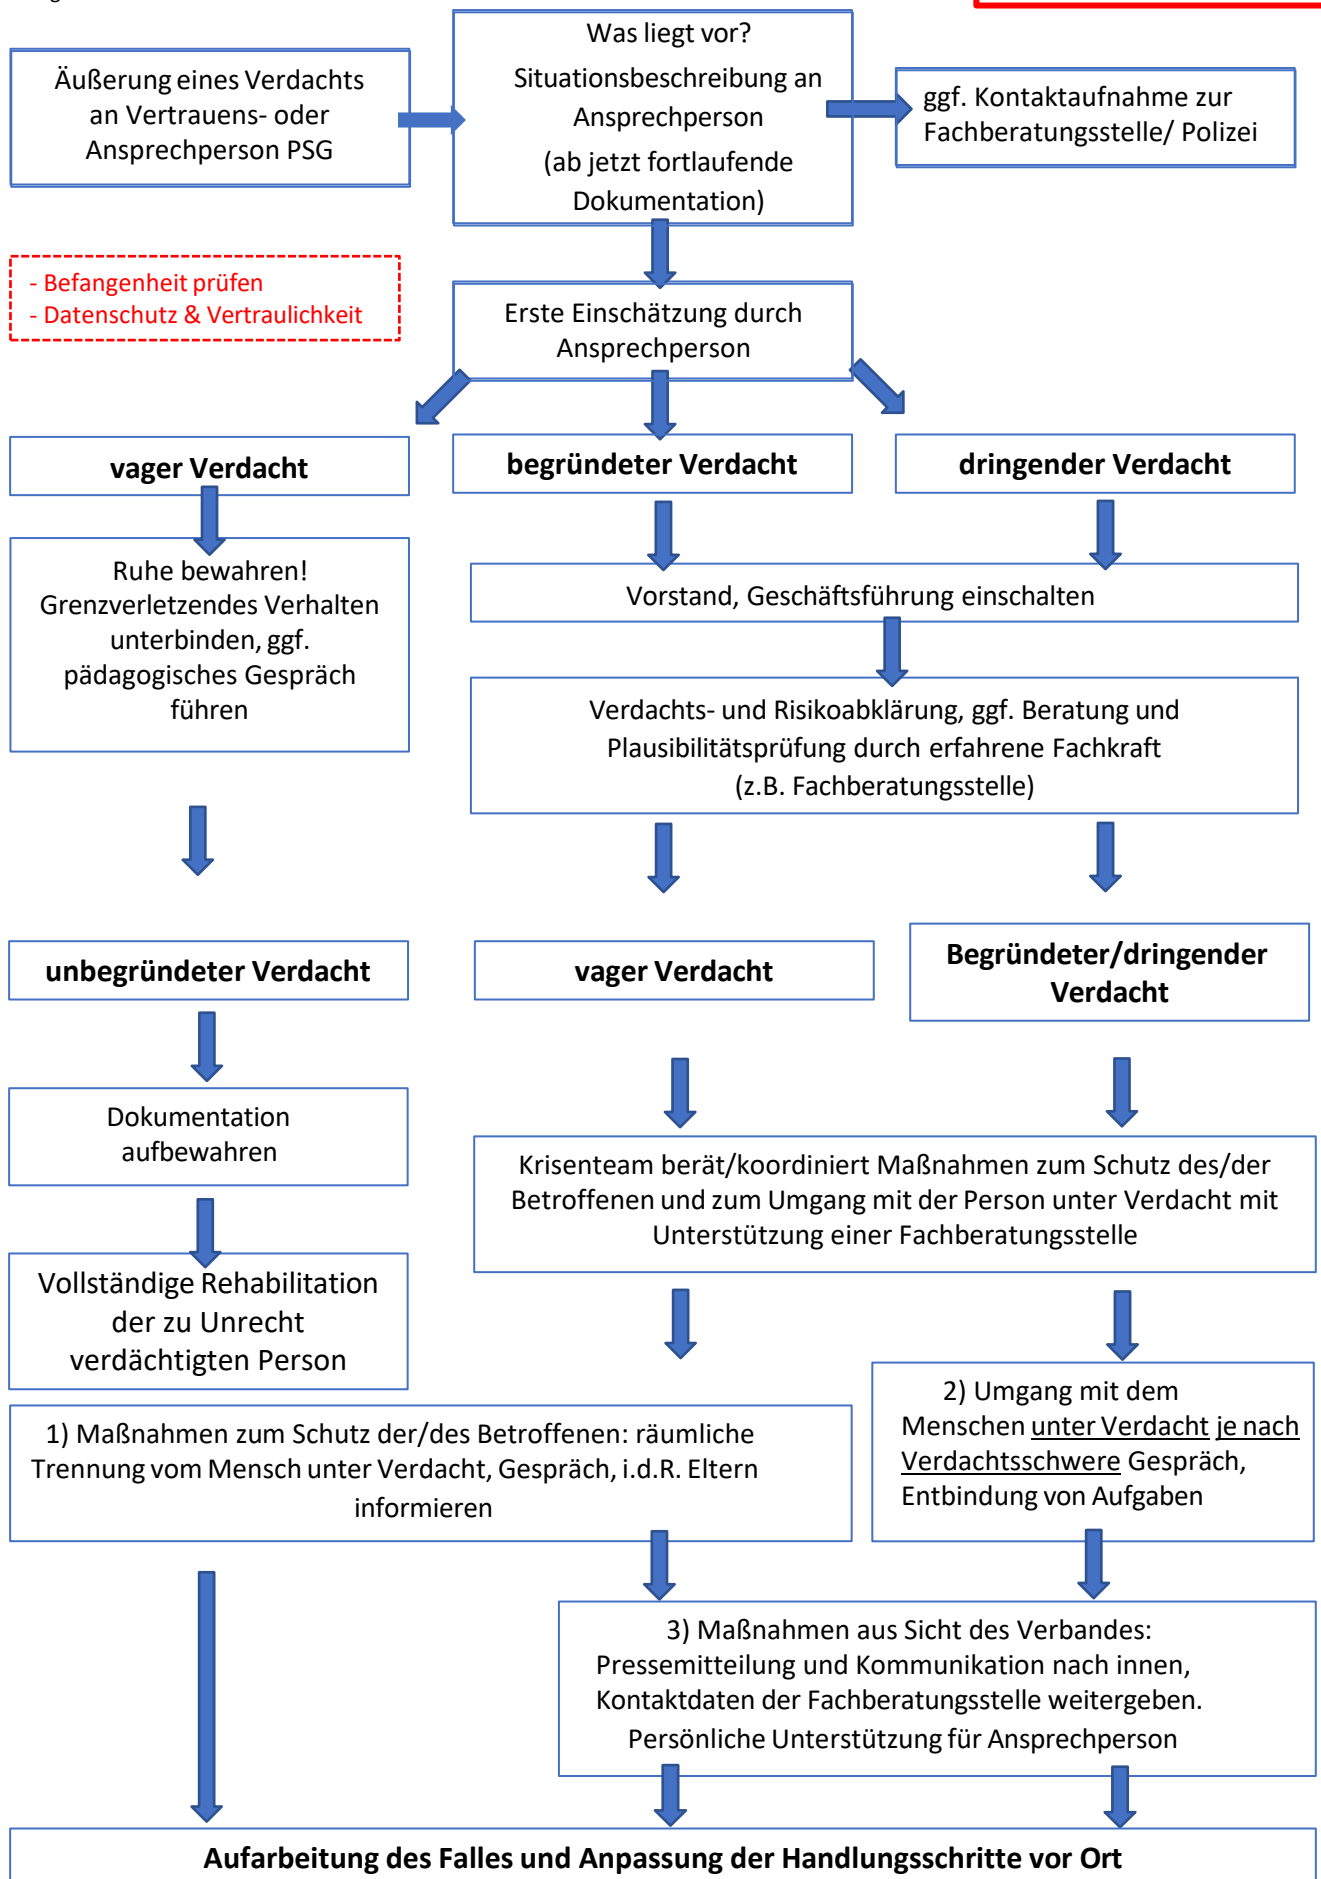 Was liegt vor?
Äußerung eines Verdachts
an Vertrauens- oder
Ansprechperson PSG
Situationsbeschreibung an
Ansprechperson
(ab jetzt fortlaufende
Dokumentation)
ggf. Kontaktaufnahme zur
Fachberatungsstelle/ Polizei
- Befangenheit prüfen
- Datenschutz & Vertraulichkeit
Erste Einschätzung durch
Ansprechperson
vager Verdacht
begründeter Verdacht
dringender Verdacht
Ruhe bewahren!
Grenzverletzendes Verhalten
unterbinden, ggf.
pädagogisches Gespräch
führen
Vorstand, Geschäftsführung einschalten
Verdachts- und Risikoabklärung, ggf. Beratung und
Plausibilitätsprüfung durch erfahrene Fachkraft
(z.B. Fachberatungsstelle)
unbegründeter Verdacht
vager Verdacht
Begründeter/dringender
Verdacht
Dokumentation
aufbewahren
Krisenteam berät/koordiniert Maßnahmen zum Schutz des/der
Betroffenen und zum Umgang mit der Person unter Verdacht mit
Unterstützung einer Fachberatungsstelle
Vollständige Rehabilitation
der zu Unrecht
verdächtigten Person
1) Maßnahmen zum Schutz der/des Betroffenen: räumliche
Trennung vom Mensch unter Verdacht, Gespräch, i.d.R. Eltern
informieren
2) Umgang mit dem
Menschen unter Verdacht je nach
Verdachtsschwere Gespräch,
Entbindung von Aufgaben
3) Maßnahmen aus Sicht des Verbandes:
Pressemitteilung und Kommunikation nach innen,
Kontaktdaten der Fachberatungsstelle weitergeben.
Persönliche Unterstützung für Ansprechperson
Aufarbeitung des Falles und Anpassung der Handlungsschritte vor Ort